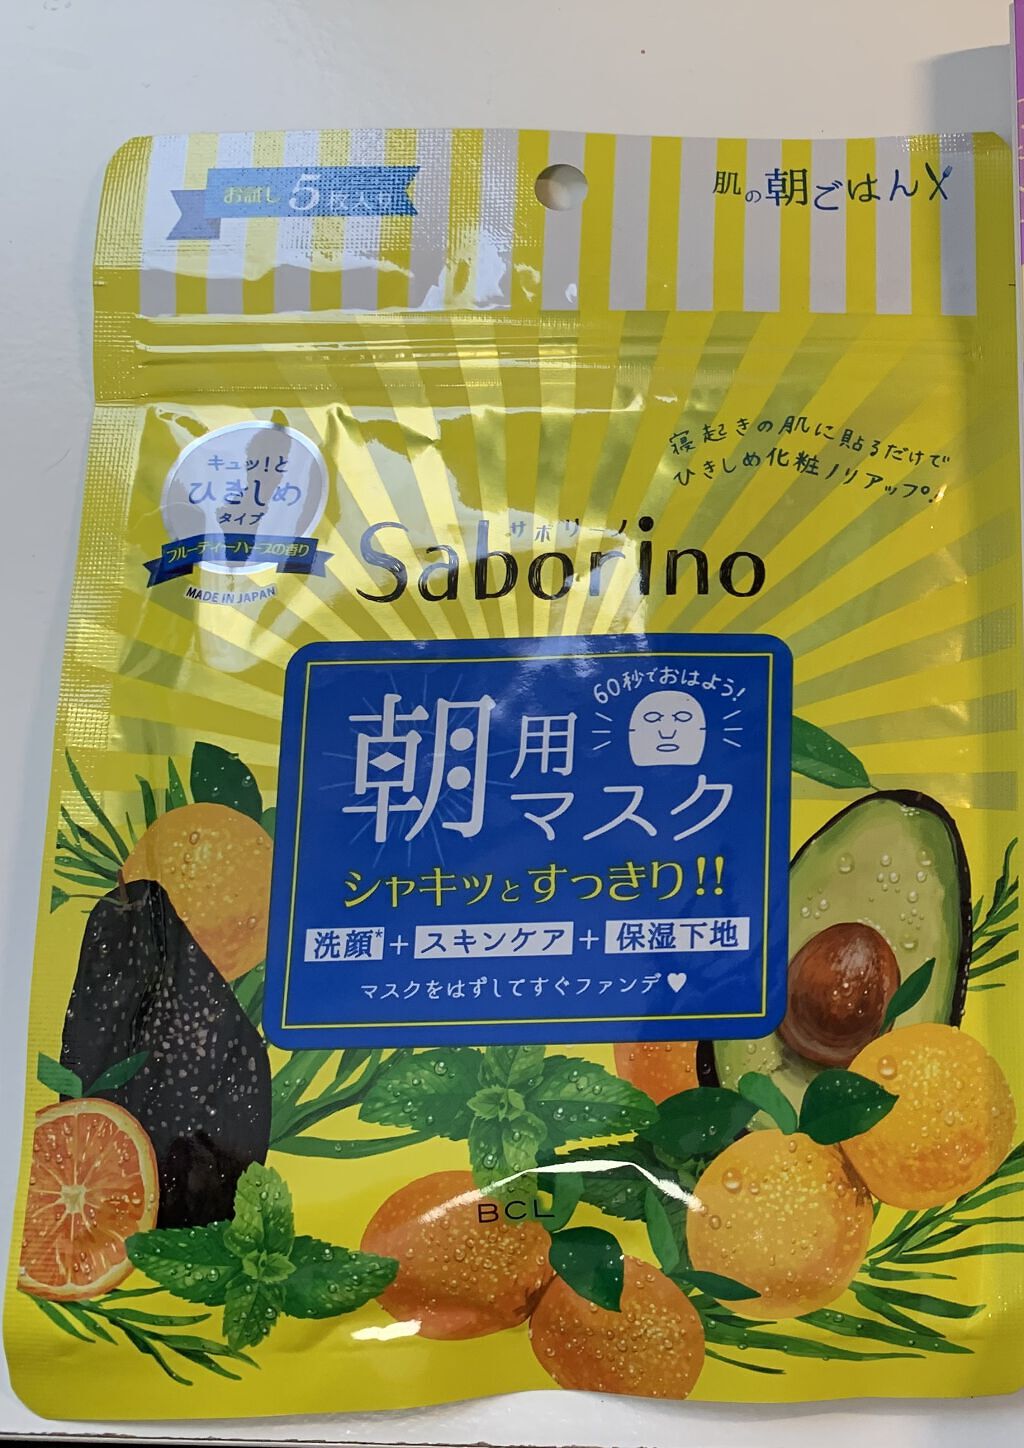 お試し 5枚入り
肌の朝ごはん
寝起きの肌に貼るだけで
ひきしめ化粧ノリアップ!
キュッ!と
ひきしめ
タイプ
フルーティーハーブの香り
MADE IN JAPAN
サボリーノ
Saborino
60秒でおはよう!
朝用
マスク
シャキッとすっきり!!
洗顔*+スキンケア+保湿下地
マスクをはずしてすぐファンデ♥
BCL